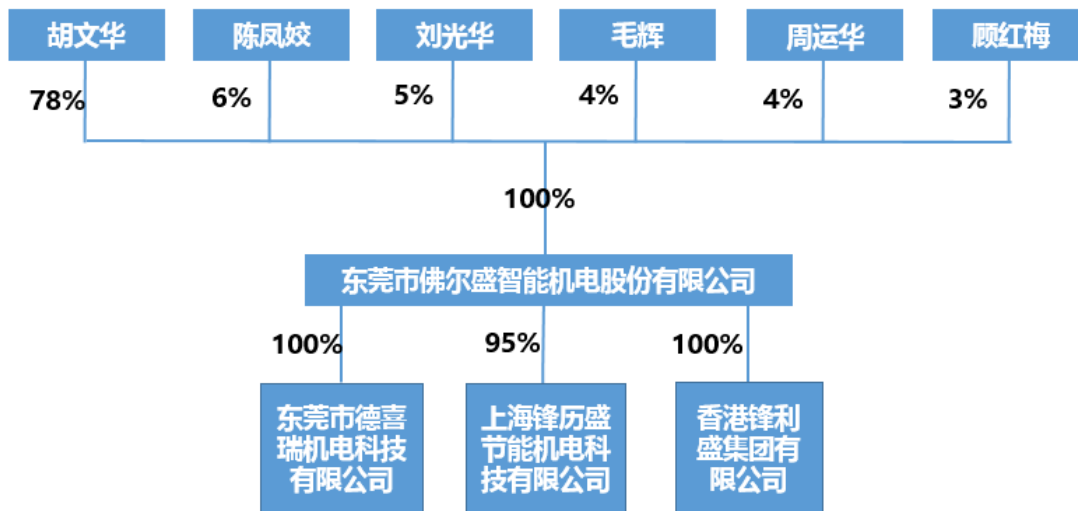 胡文华
陈凤姣
刘光华
毛辉
周运华
顾红梅
78%
6%
5%
4%
4%
3%
100%
东莞市佛尔盛智能机电股份有限公司
100%
95%
100%
东莞市德喜
瑞机电科技
有限公司
上海锋历盛
节能机电科
技有限公司
香港锋利
盛集团有
限公司